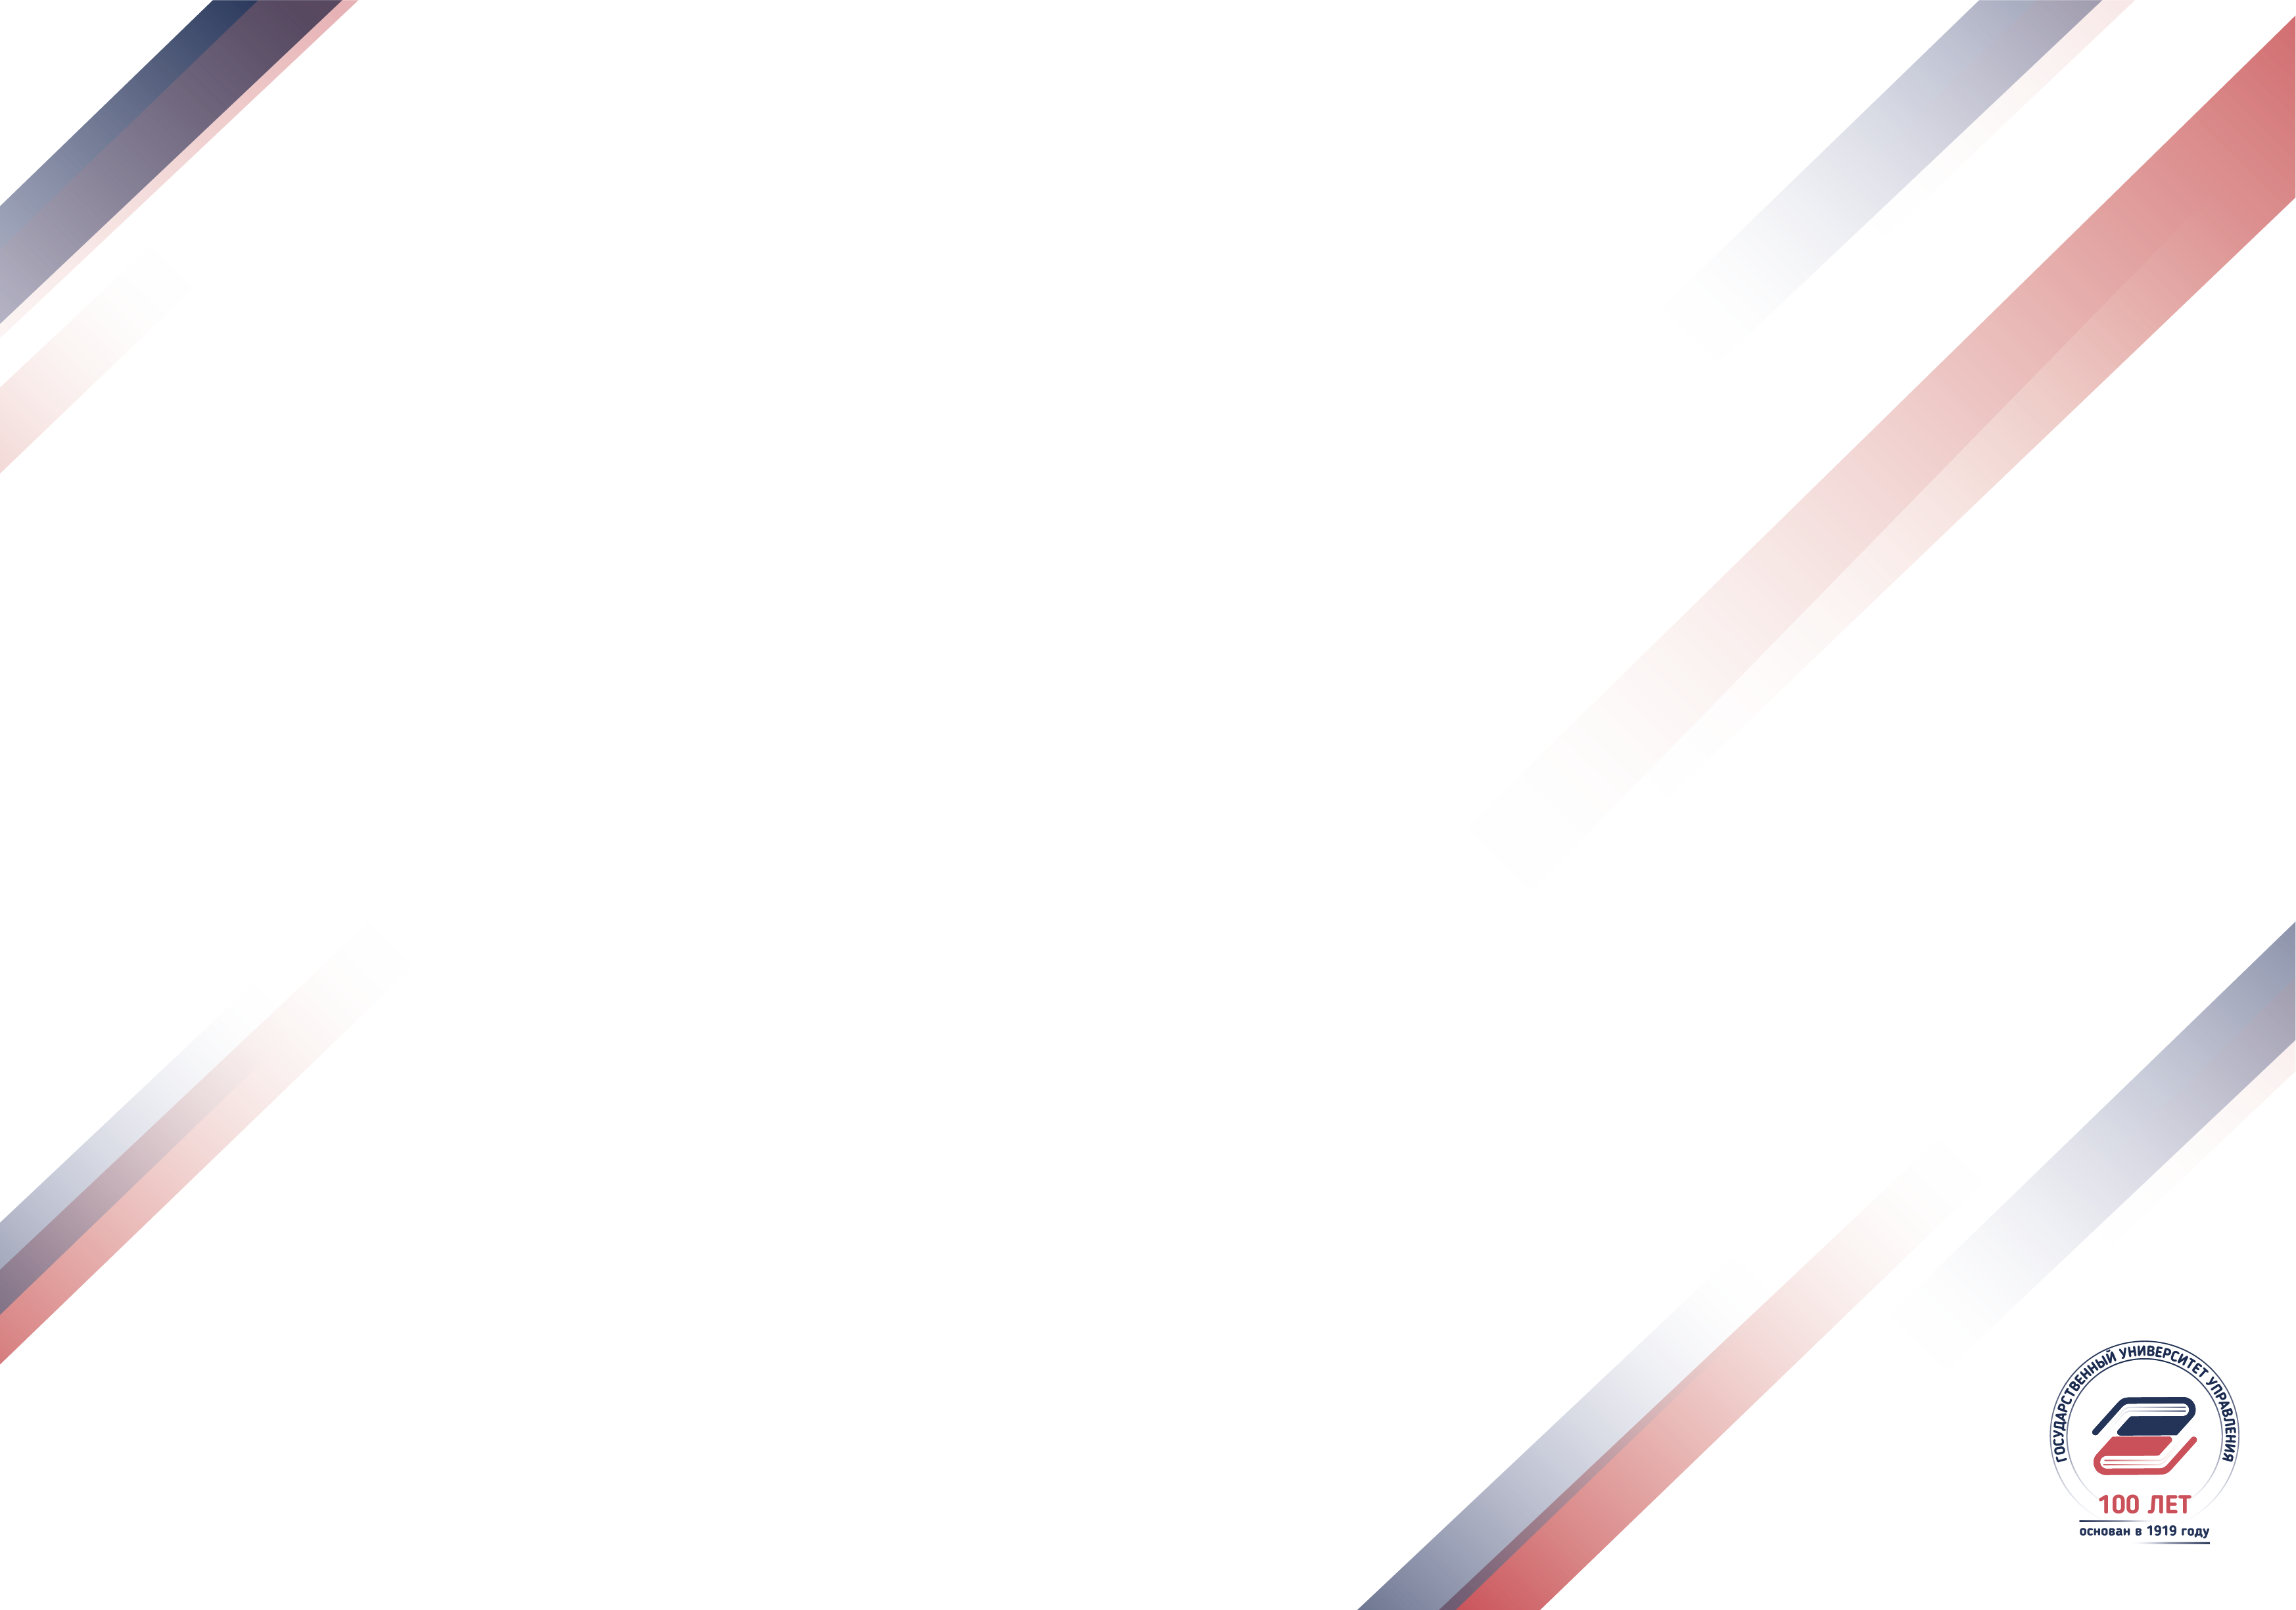 ГОСУДАРСТВЕННЫЙ УНИВЕРСИТЕТ УПРАВЛЕНИЯ
100 ЛЕТ
основан в 1919 году